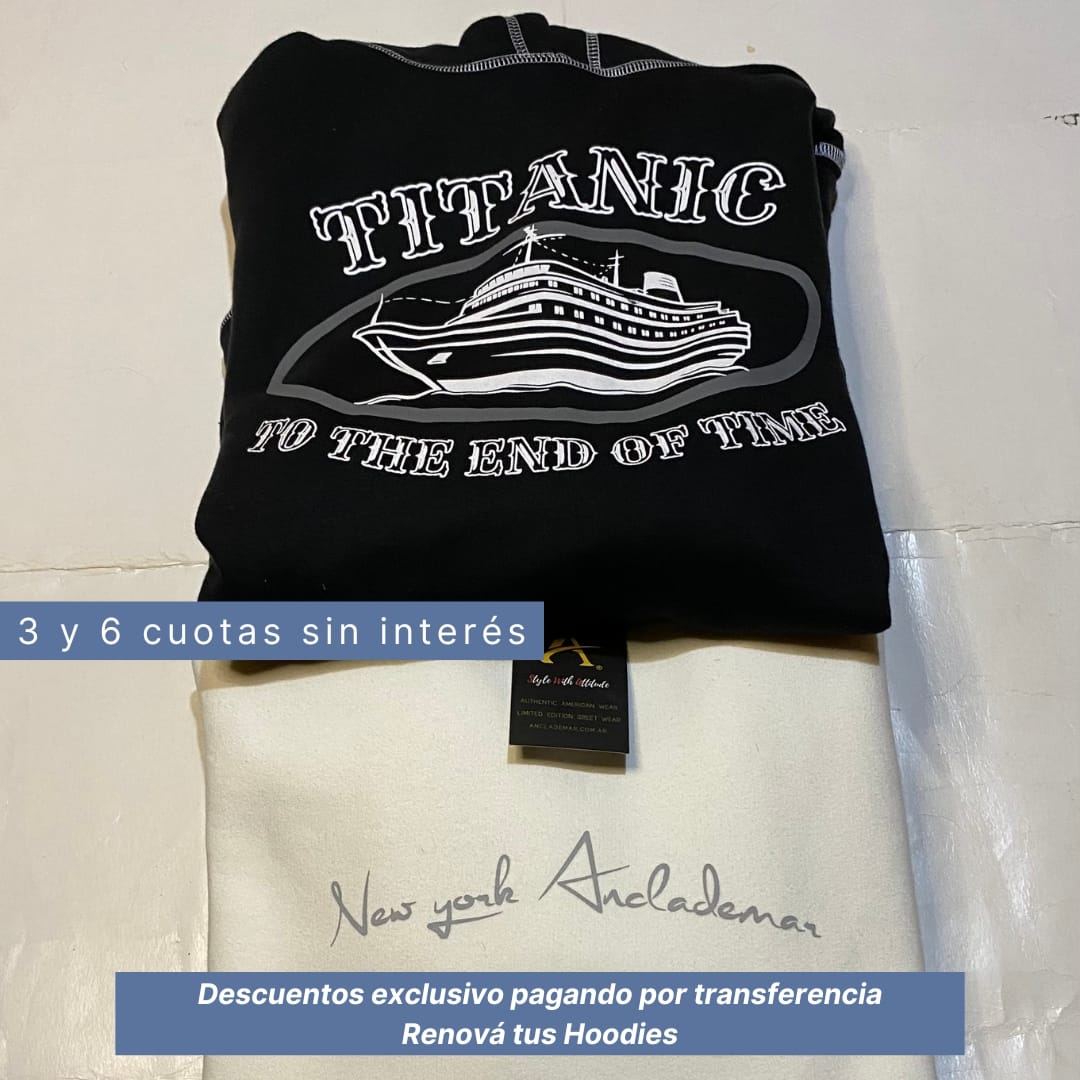 TITANIC
TO THE END OF TIME
3 y 6 cuotas sin interés
A®
Style With Attitude
AUTHENTIC AMERICAN WEAR
LIMITED EDITION STREET WEAR
ANCLADEMAR.COM.AR
New york Anclademar
Descuentos exclusivo pagando por transferencia
Renová tus Hoodies